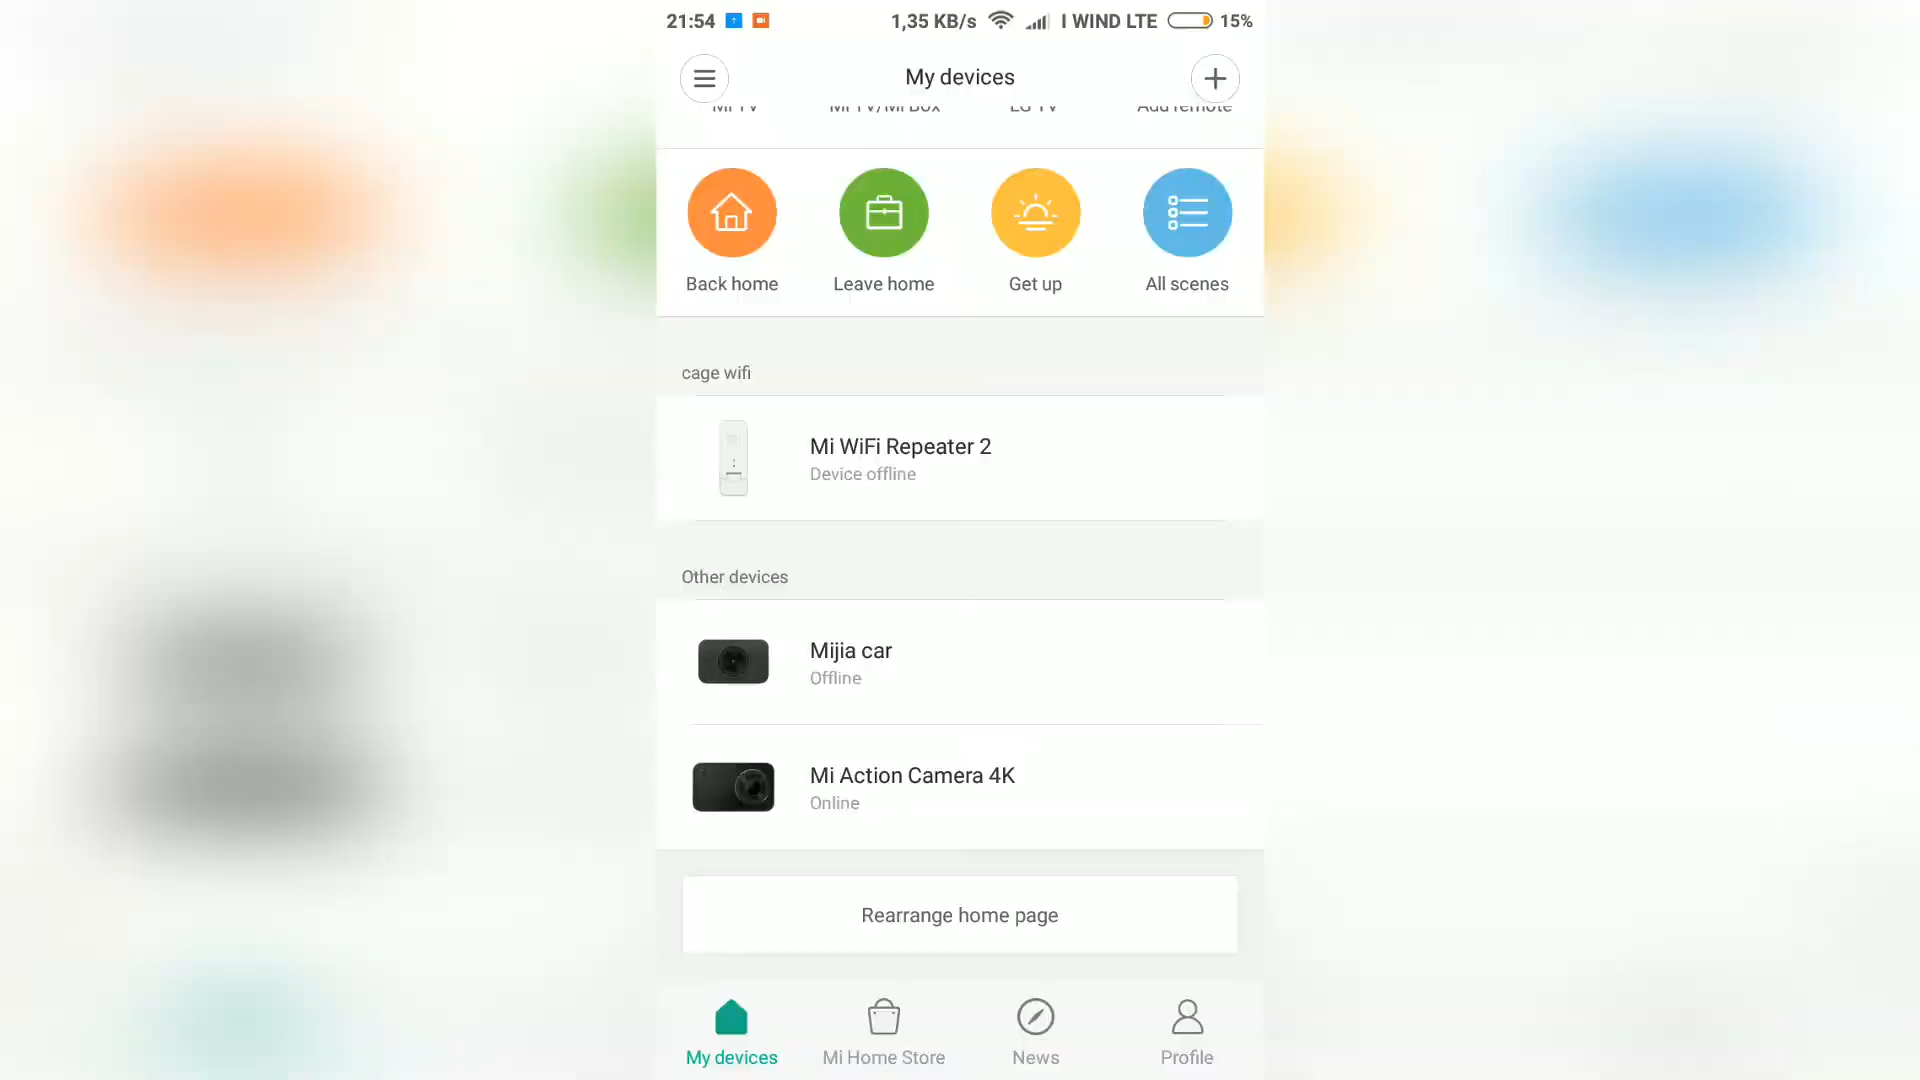 21:54 1,35 KB/s I WIND LTE 15%
My devices
Mi TV Mi TV/Mi Box LG TV Add remote
Back home Leave home Get up All scenes
cage wifi
Mi WiFi Repeater 2
Device offline
Other devices
Mijia car
Offline
Mi Action Camera 4K
Online
Rearrange home page
My devices Mi Home Store News Profile